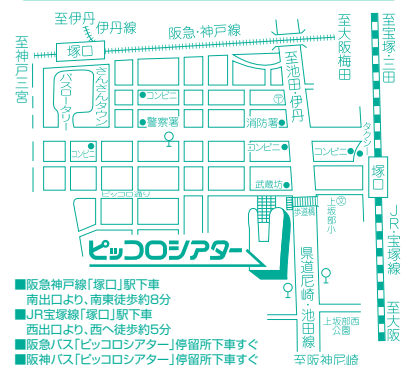 至伊丹
伊丹線
阪急・神戸線
塚口
至神戸三宮
バスロータリー
さんさんタウン
コンビニ
警察署
コンビニ
至池田・伊丹
消防署
コンビニ
武蔵坊
至大阪梅田
至宝塚・三田
タクシー
コンビニ
塚口
ピッコロ通り
歩道橋
上坂部小
JR・宝塚線
至大阪
ピッコロシアター
県道尼崎・池田線
上坂部西公園
至阪神尼崎
■阪急神戸線「塚口」駅下車
南出口より、南東徒歩約8分
■JR宝塚線「塚口」駅下車
西出口より、西へ徒歩約5分
■阪急バス「ピッコロシアター」停留所下車すぐ
■阪神バス「ピッコロシアター」停留所下車すぐ